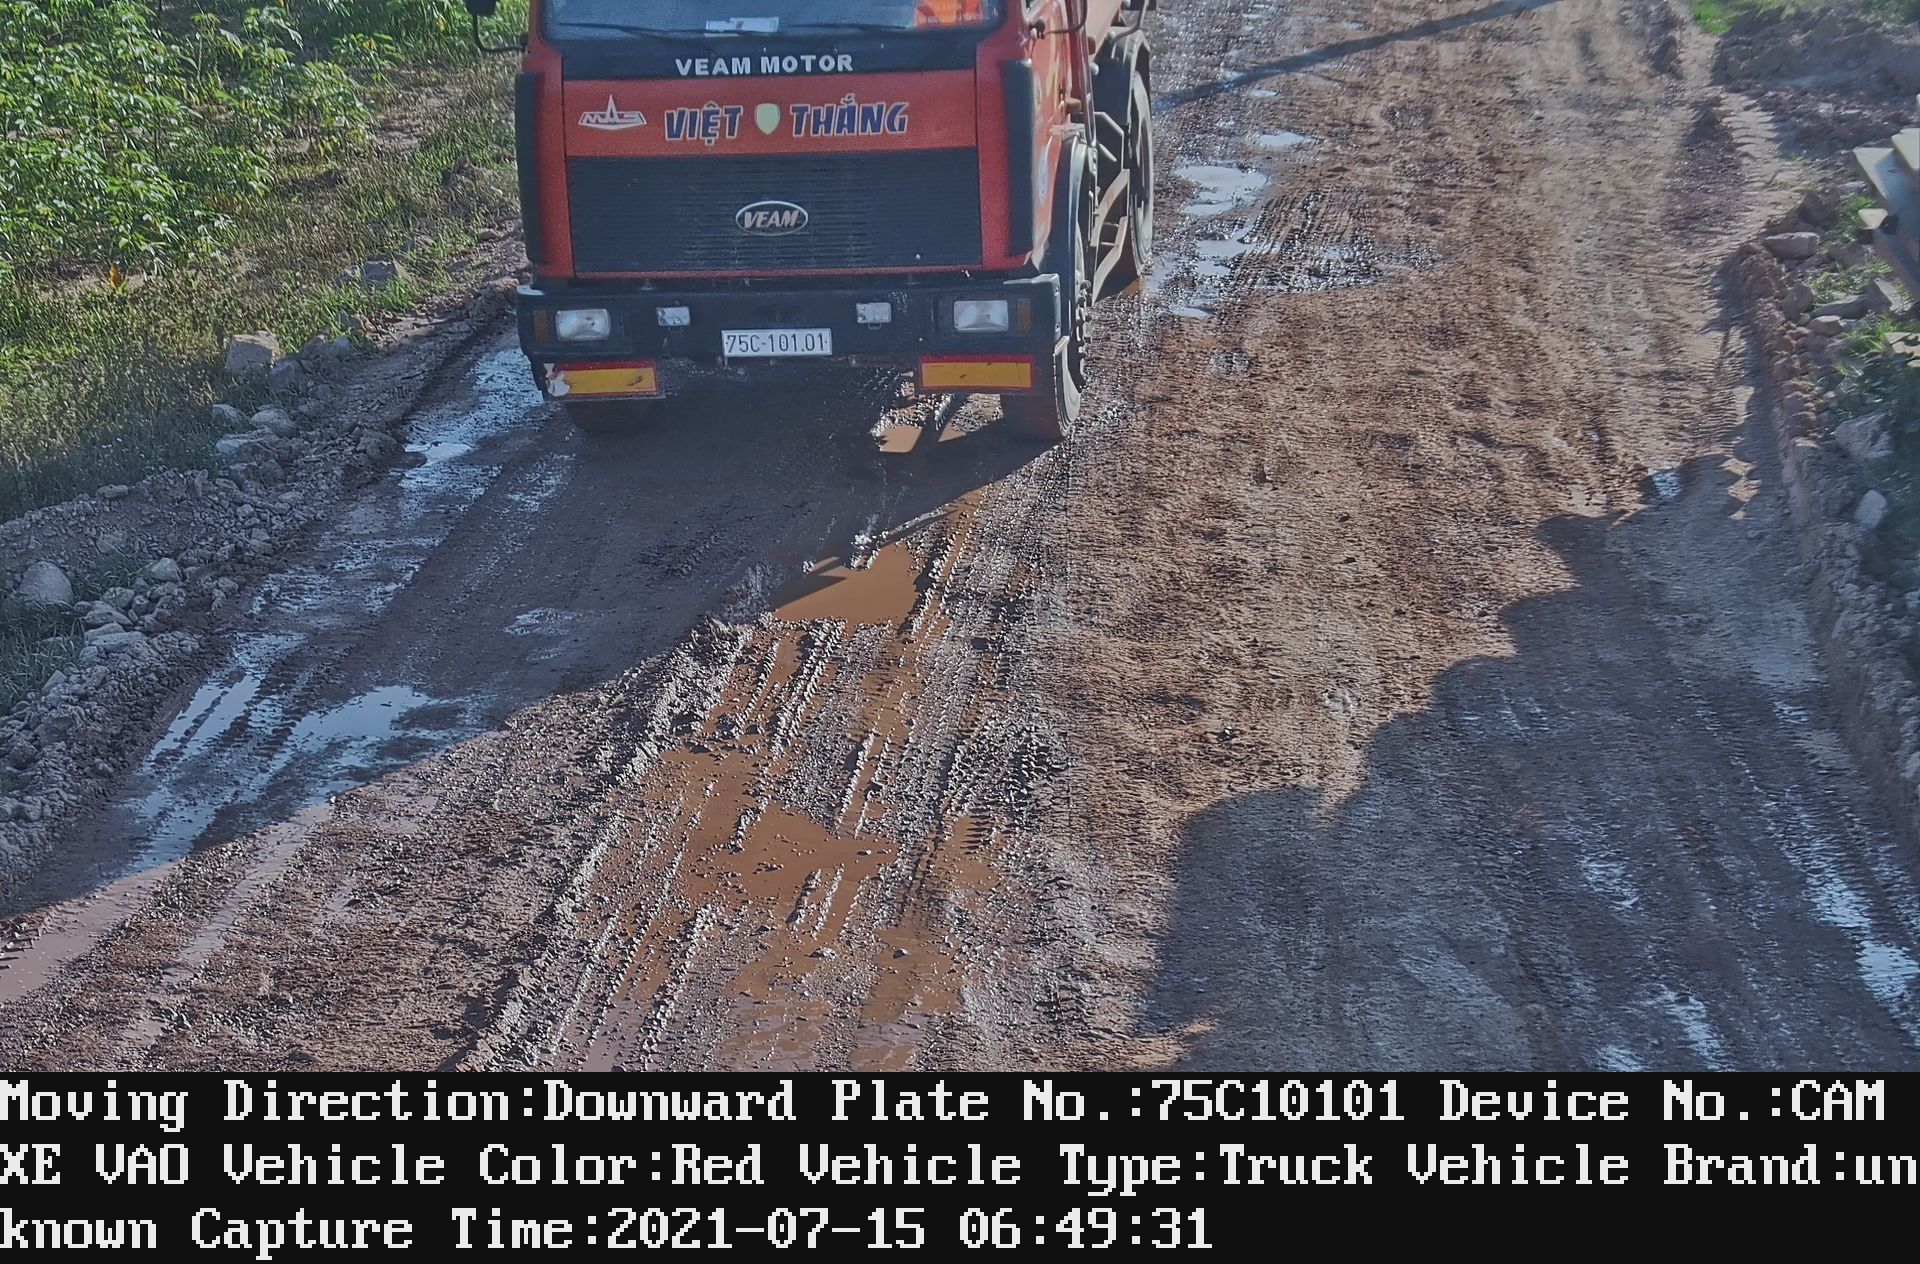 VEAM MOTOR
МАЗ
VIỆT THẮNG
VEAM
75C-101.01
Moving Direction:Downward Plate No.:75C10101 Device No.:CAM
XE VAO Vehicle Color:Red Vehicle Type:Truck Vehicle Brand:un
known Capture Time:2021-07-15 06:49:31